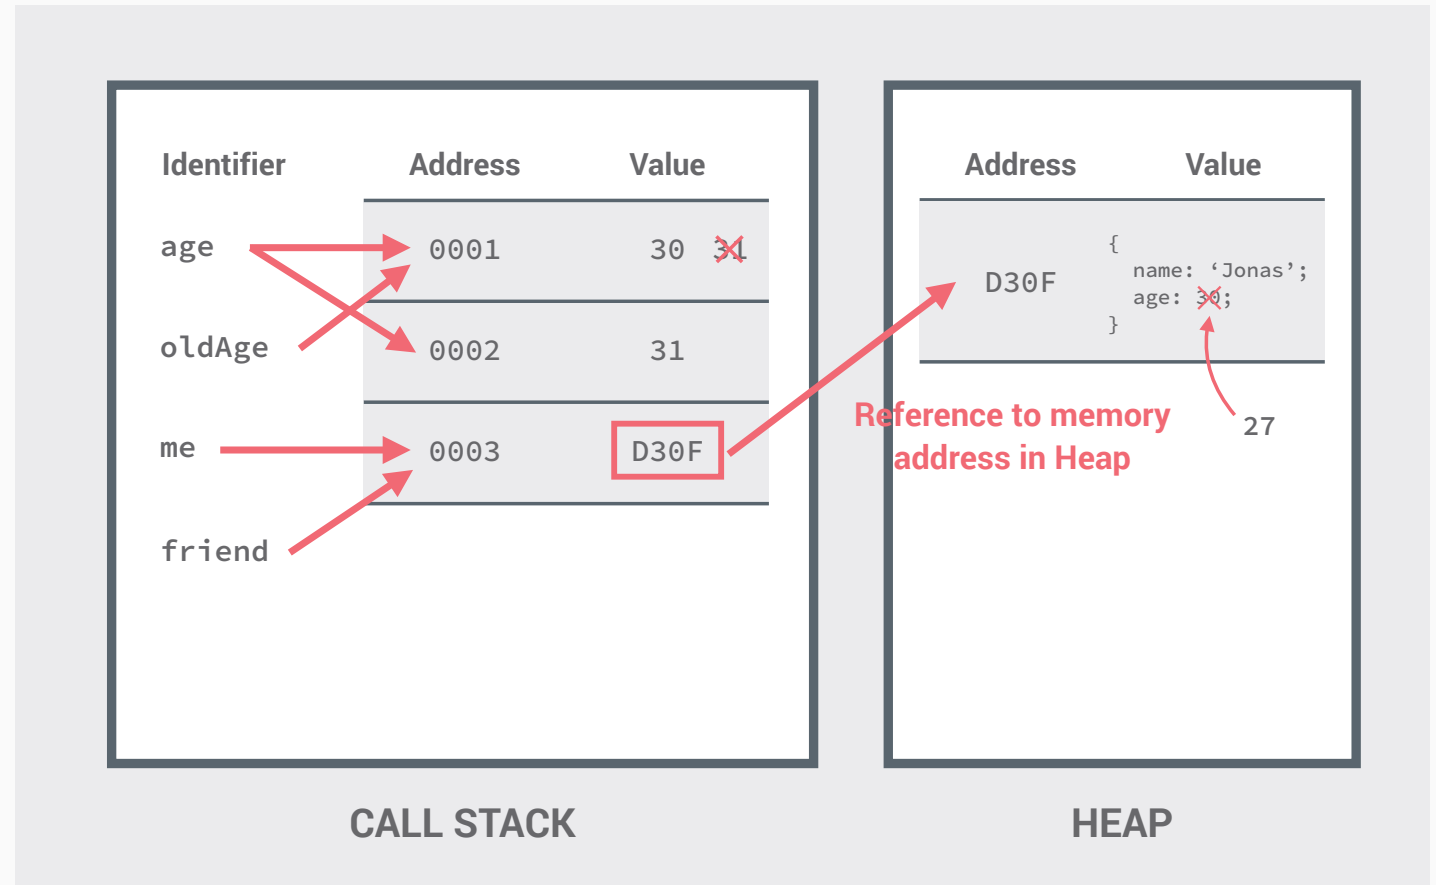 Identifier Address Value
age 0001 30 31
oldAge 0002 31
me 0003 D30F
friend
CALL STACK
Address Value
D30F
{
name: ‘Jonas’;
age: 30;
}
27
Reference to memory
address in Heap
HEAP